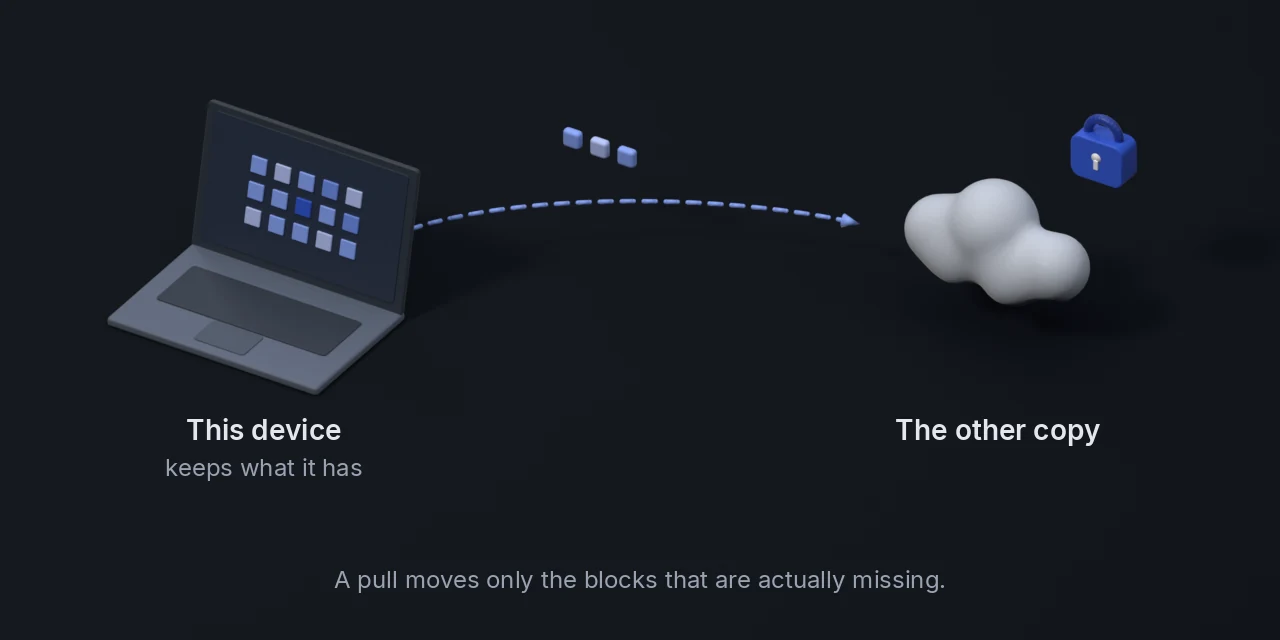 This device
The other copy
keeps what it has
A pull moves only the blocks that are actually missing.